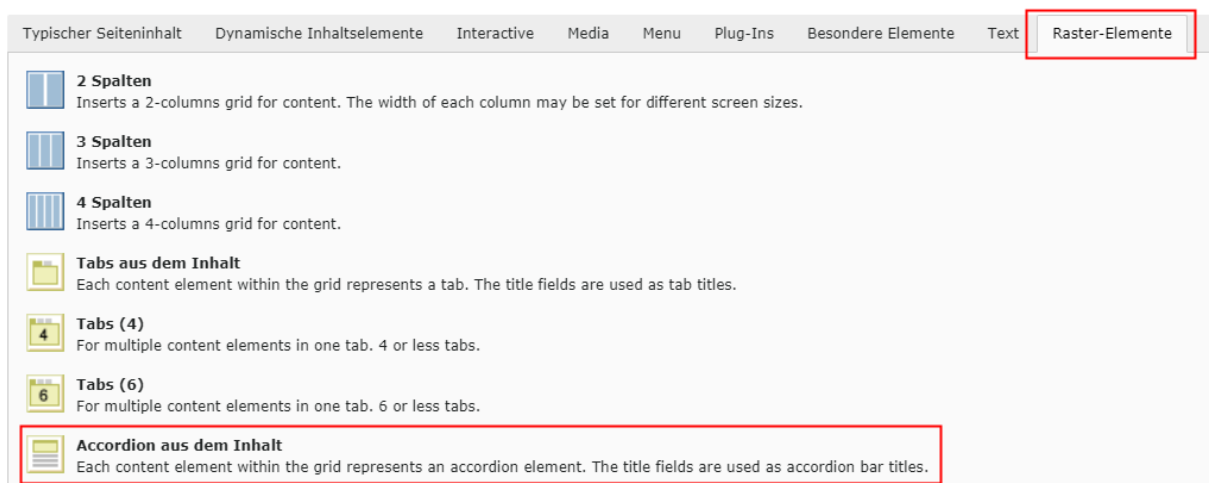 Typischer Seiteninhalt Dynamische Inhaltselemente Interactive Media Menu Plug-Ins Besondere Elemente Text Raster-Elemente
2 Spalten
Inserts a 2-columns grid for content. The width of each column may be set for different screen sizes.
3 Spalten
Inserts a 3-columns grid for content.
4 Spalten
Inserts a 4-columns grid for content.
Tabs aus dem Inhalt
Each content element within the grid represents a tab. The title fields are used as tab titles.
4
Tabs (4)
For multiple content elements in one tab. 4 or less tabs.
6
Tabs (6)
For multiple content elements in one tab. 6 or less tabs.
Accordion aus dem Inhalt
Each content element within the grid represents an accordion element. The title fields are used as accordion bar titles.